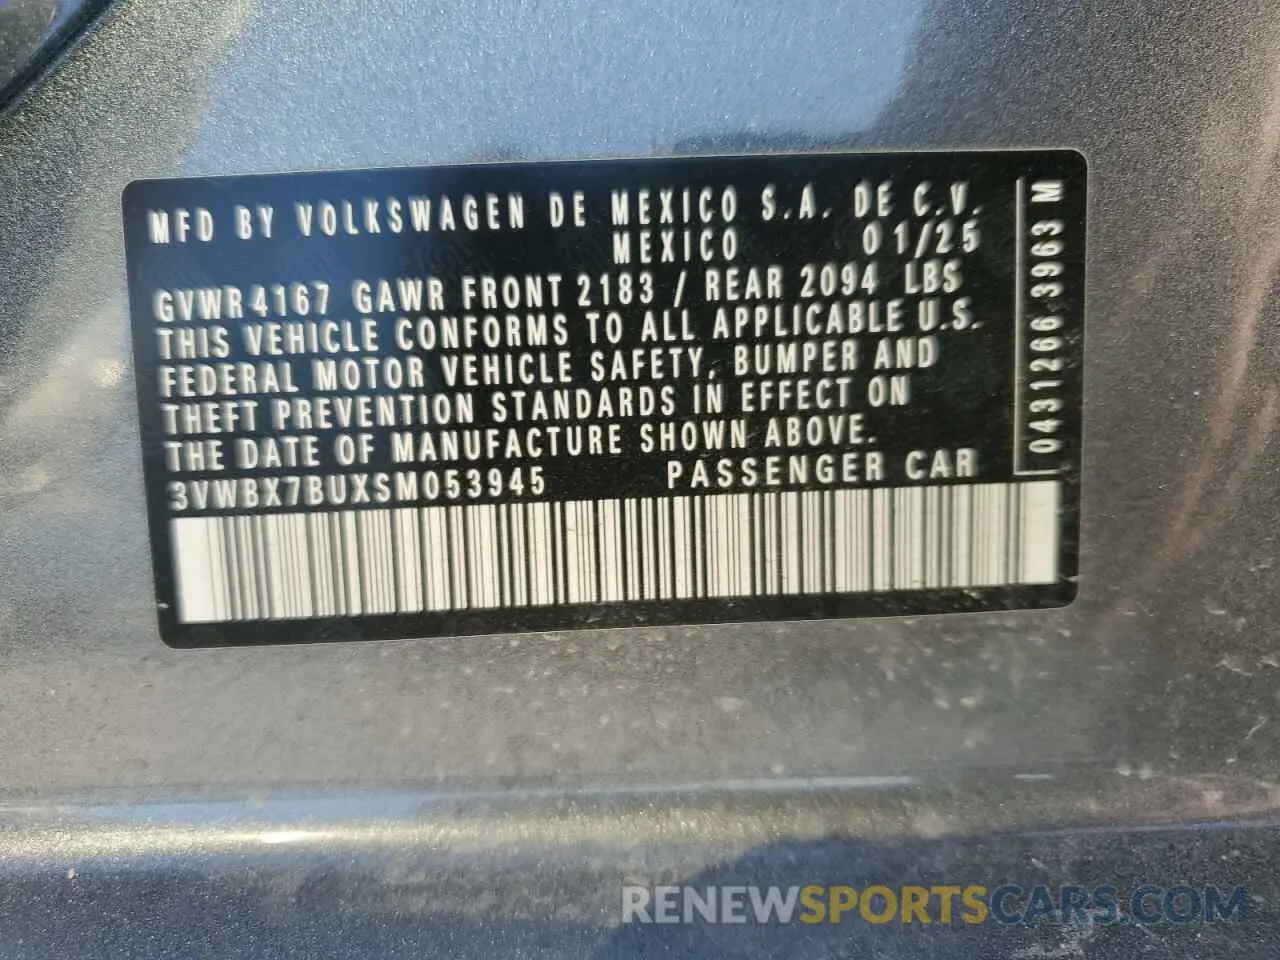 MFD BY VOLKSWAGEN DE MEXICO S.A. DE C.V.
MEXICO 01/25
GVWR 4167 GAWR FRONT 2183 / REAR 2094 LBS
THIS VEHICLE CONFORMS TO ALL APPLICABLE U.S.
FEDERAL MOTOR VEHICLE SAFETY, BUMPER AND
THEFT PREVENTION STANDARDS IN EFFECT ON
THE DATE OF MANUFACTURE SHOWN ABOVE.
3VWBX7BUXSM053945 PASSENGER CAR
0431266 3963 M
RENEWSPORTSCARS.COM